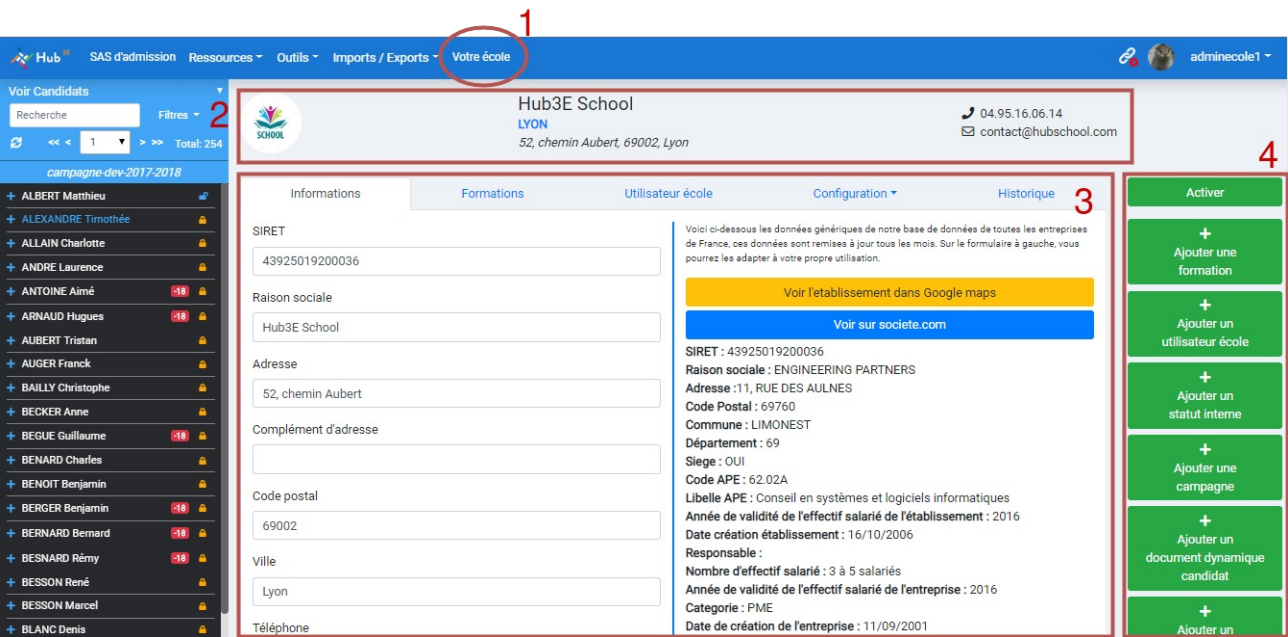 1
Hub 3E
SAS d'admission
Ressources
Outils
Imports / Exports
Votre école
adminecole1
Voir Candidats
Recherche
Filtres
2
<< <
1
> >>
Total: 254
campagne-dev-2017-2018
+ ALBERT Matthieu
+ ALEXANDRE Timothée
+ ALLAIN Charlotte
+ ANDRE Laurence
+ ANTOINE Aimé -18
+ ARNAUD Hugues -18
+ AUBERT Tristan
+ AUGER Franck
+ BAILLY Christophe
+ BECKER Anne
+ BEGUE Guillaume -18
+ BENARD Charles
+ BENOIT Benjamin
+ BERGER Benjamin -18
+ BERNARD Bernard -18
+ BESNARD Rémy -18
+ BESSON René
+ BESSON Marcel
+ BLANC Denis
SCHOOL
Hub3E School
LYON
52, chemin Aubert, 69002, Lyon
04.95.16.06.14
contact@hubschool.com
Informations
Formations
Utilisateur école
Configuration
Historique
3
SIRET
43925019200036
Raison sociale
Hub3E School
Adresse
52, chemin Aubert
Complément d'adresse
Code postal
69002
Ville
Lyon
Téléphone
Voici ci-dessous les données génériques de notre base de données de toutes les entreprises
de France, ces données sont remises à jour tous les mois. Sur le formulaire à gauche, vous
pourrez les adapter à votre propre utilisation.
Voir l'etablissement dans Google maps
Voir sur societe.com
SIRET : 43925019200036
Raison sociale : ENGINEERING PARTNERS
Adresse :11, RUE DES AULNES
Code Postal : 69760
Commune : LIMONEST
Département : 69
Siege : OUI
Code APE : 62.02A
Libelle APE : Conseil en systèmes et logiciels informatiques
Année de validité de l'effectif salarié de l'établissement : 2016
Date création établissement : 16/10/2006
Responsable :
Nombre d'effectif salarié : 3 à 5 salariés
Année de validité de l'effectif salarié de l'entreprise : 2016
Categorie : PME
Date de création de l'entreprise : 11/09/2001
4
Activer
+
Ajouter une
formation
+
Ajouter un
utilisateur école
+
Ajouter un
statut interne
+
Ajouter une
campagne
+
Ajouter un
document dynamique
candidat
+
Ajouter un